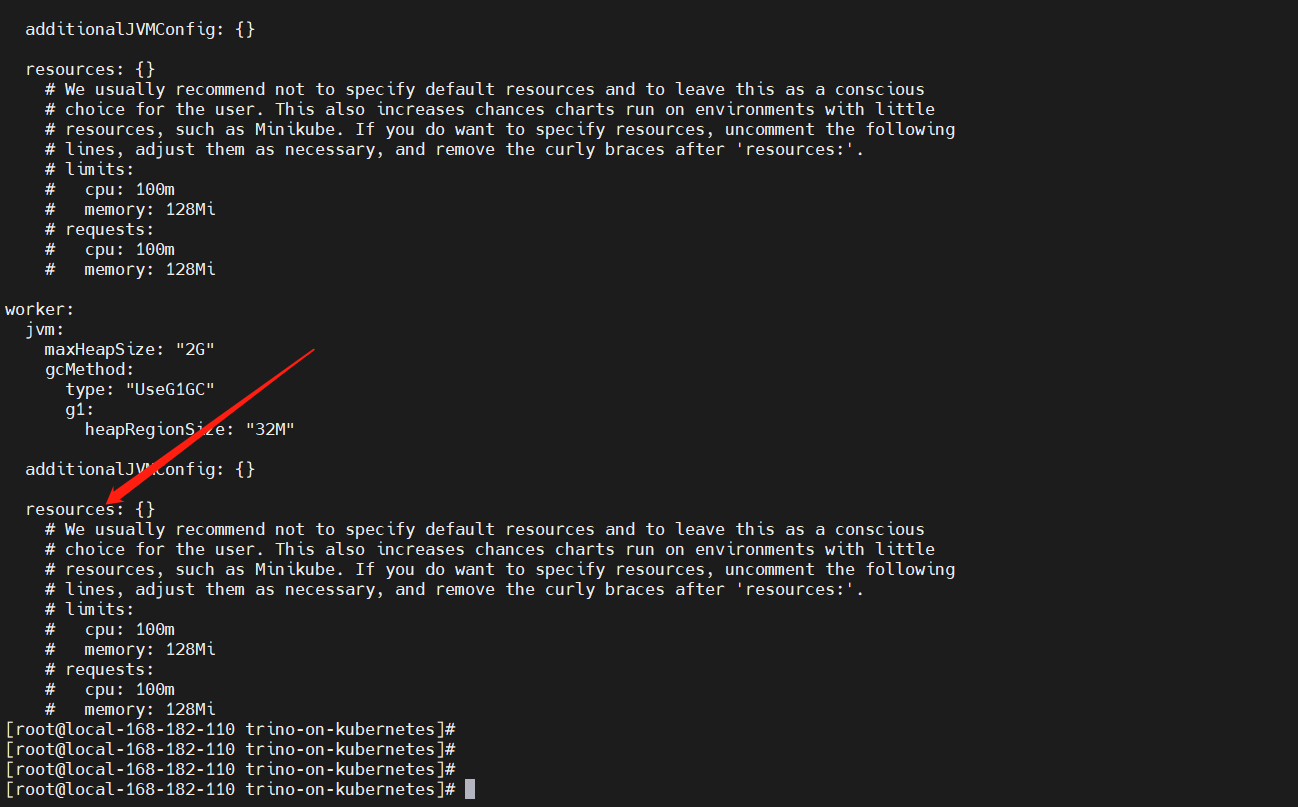 additionalJVMConfig: {}
resources: {}
# We usually recommend not to specify default resources and to leave this as a conscious
# choice for the user. This also increases chances charts run on environments with little
# resources, such as Minikube. If you do want to specify resources, uncomment the following
# lines, adjust them as necessary, and remove the curly braces after 'resources:'.
# limits:
#   cpu: 100m
#   memory: 128Mi
# requests:
#   cpu: 100m
#   memory: 128Mi
worker:
jvm:
maxHeapSize: "2G"
gcMethod:
type: "UseG1GC"
g1:
heapRegionSize: "32M"
additionalJVMConfig: {}
resources: {}
# We usually recommend not to specify default resources and to leave this as a conscious
# choice for the user. This also increases chances charts run on environments with little
# resources, such as Minikube. If you do want to specify resources, uncomment the following
# lines, adjust them as necessary, and remove the curly braces after 'resources:'.
# limits:
#   cpu: 100m
#   memory: 128Mi
# requests:
#   cpu: 100m
#   memory: 128Mi
[root@local-168-182-110 trino-on-kubernetes]#
[root@local-168-182-110 trino-on-kubernetes]#
[root@local-168-182-110 trino-on-kubernetes]#
[root@local-168-182-110 trino-on-kubernetes]#